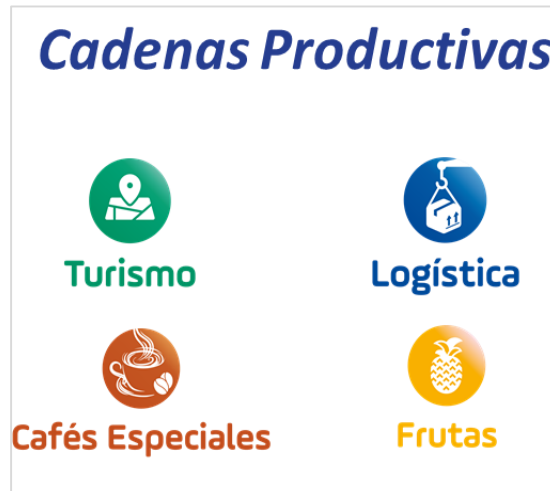 Cadenas Productivas
Turismo
Logística
Cafés Especiales
Frutas